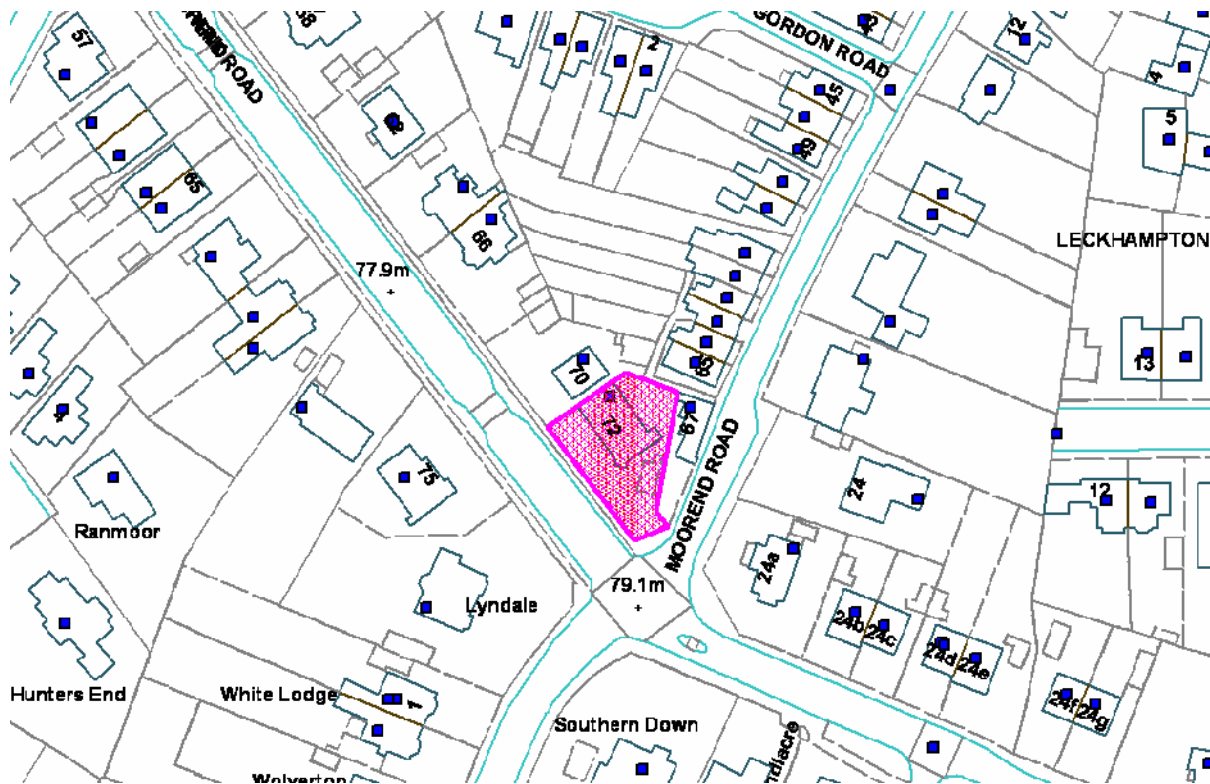 57
GORDON ROAD
2
12
4
45
5
49
65
66
LECKHAMPTON
77.9m
13
70
65
72
67
75
24
12
MOOREND ROAD
Ranmoor
24a
79.1m
Lyndale
24b
24c
24d
24e
Hunters End
White Lodge
1
24f
24g
Southern Down
Wolverton
ROAD